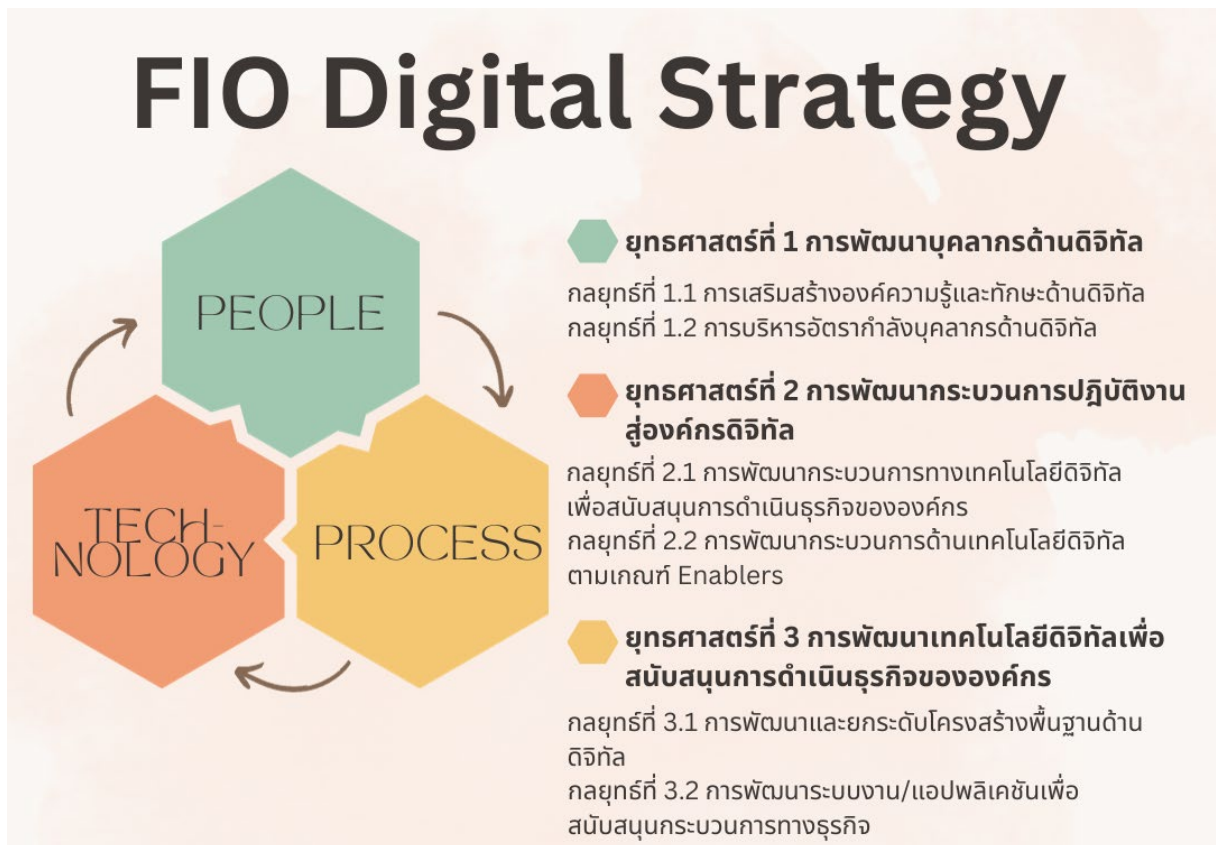 FIO Digital Strategy
PEOPLE
TECH-
NOLOGY
PROCESS
ยุทธศาสตร์ที่ 1 การพัฒนาบุคลากรด้านดิจิทัล
กลยุทธ์ที่ 1.1 การเสริมสร้างองค์ความรู้และทักษะด้านดิจิทัล
กลยุทธ์ที่ 1.2 การบริหารอัตรากำลังบุคลากรด้านดิจิทัล
ยุทธศาสตร์ที่ 2 การพัฒนากระบวนการปฎิบัติงาน
สู่องค์กรดิจิทัล
กลยุทธ์ที่ 2.1 การพัฒนากระบวนการทางเทคโนโลยีดิจิทัล
เพื่อสนับสนุนการดำเนินธุรกิจขององค์กร
กลยุทธ์ที่ 2.2 การพัฒนากระบวนการด้านเทคโนโลยีดิจิทัล
ตามเกณฑ์ Enablers
ยุทธศาสตร์ที่ 3 การพัฒนาเทคโนโลยีดิจิทัลเพื่อ
สนับสนุนการดำเนินธุรกิจขององค์กร
กลยุทธ์ที่ 3.1 การพัฒนาและยกระดับโครงสร้างพื้นฐานด้าน
ดิจิทัล
กลยุทธ์ที่ 3.2 การพัฒนาระบบงาน/แอปพลิเคชันเพื่อ
สนับสนุนกระบวนการทางธุรกิจ